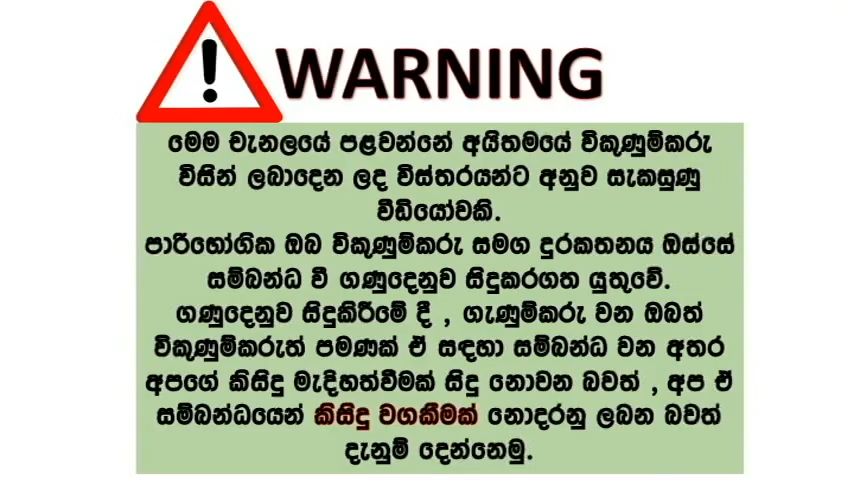 WARNING
මෙම චැනලයේ පළවන්නේ අයිතමයේ විකුණුම්කරු
විසින් ලබාදෙන ලද විස්තරයන්ට අනුව සැකසුණු
වීඩියෝවකි.
පාරිභෝගික ඔබ විකුණුම්කරු සමග දුරකතනය ඔස්සේ
සම්බන්ධ වී ගණුදෙනුව සිදුකරගත යුතුවේ.
ගණුදෙනුව සිදුකිරීමේ දී , ගැණුම්කරු වන ඔබත්
විකුණුම්කරුත් පමණක් ඒ සඳහා සම්බන්ධ වන අතර
අපගේ කිසිදු මැදිහත්වීමක් සිදු නොවන බවත් , අප ඒ
සම්බන්ධයෙන් කිසිදු වගකීමක් නොදරනු ලබන බවත්
දැනුම් දෙන්නෙමු.